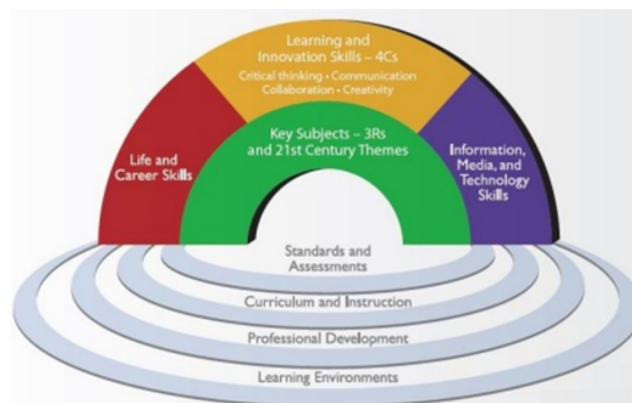 Learning and
Innovation Skills – 4Cs
Critical thinking • Communication
Collaboration • Creativity
Key Subjects – 3Rs
and 21st Century Themes
Life and
Career Skills
Information,
Media, and
Technology
Skills
Standards and
Assessments
Curriculum and Instruction
Professional Development
Learning Environments